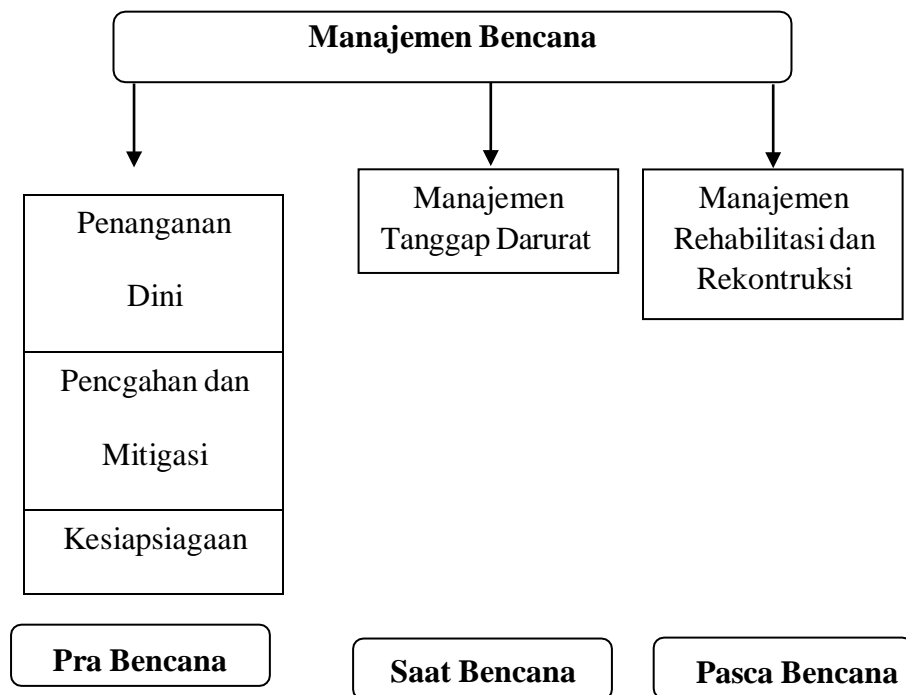 Manajemen Bencana
Penanganan
Dini
Pencgahan dan
Mitigasi
Kesiapsiagaan
Manajemen
Tanggap Darurat
Manajemen
Rehabilitasi dan
Rekontruksi
Pra Bencana
Saat Bencana
Pasca Bencana